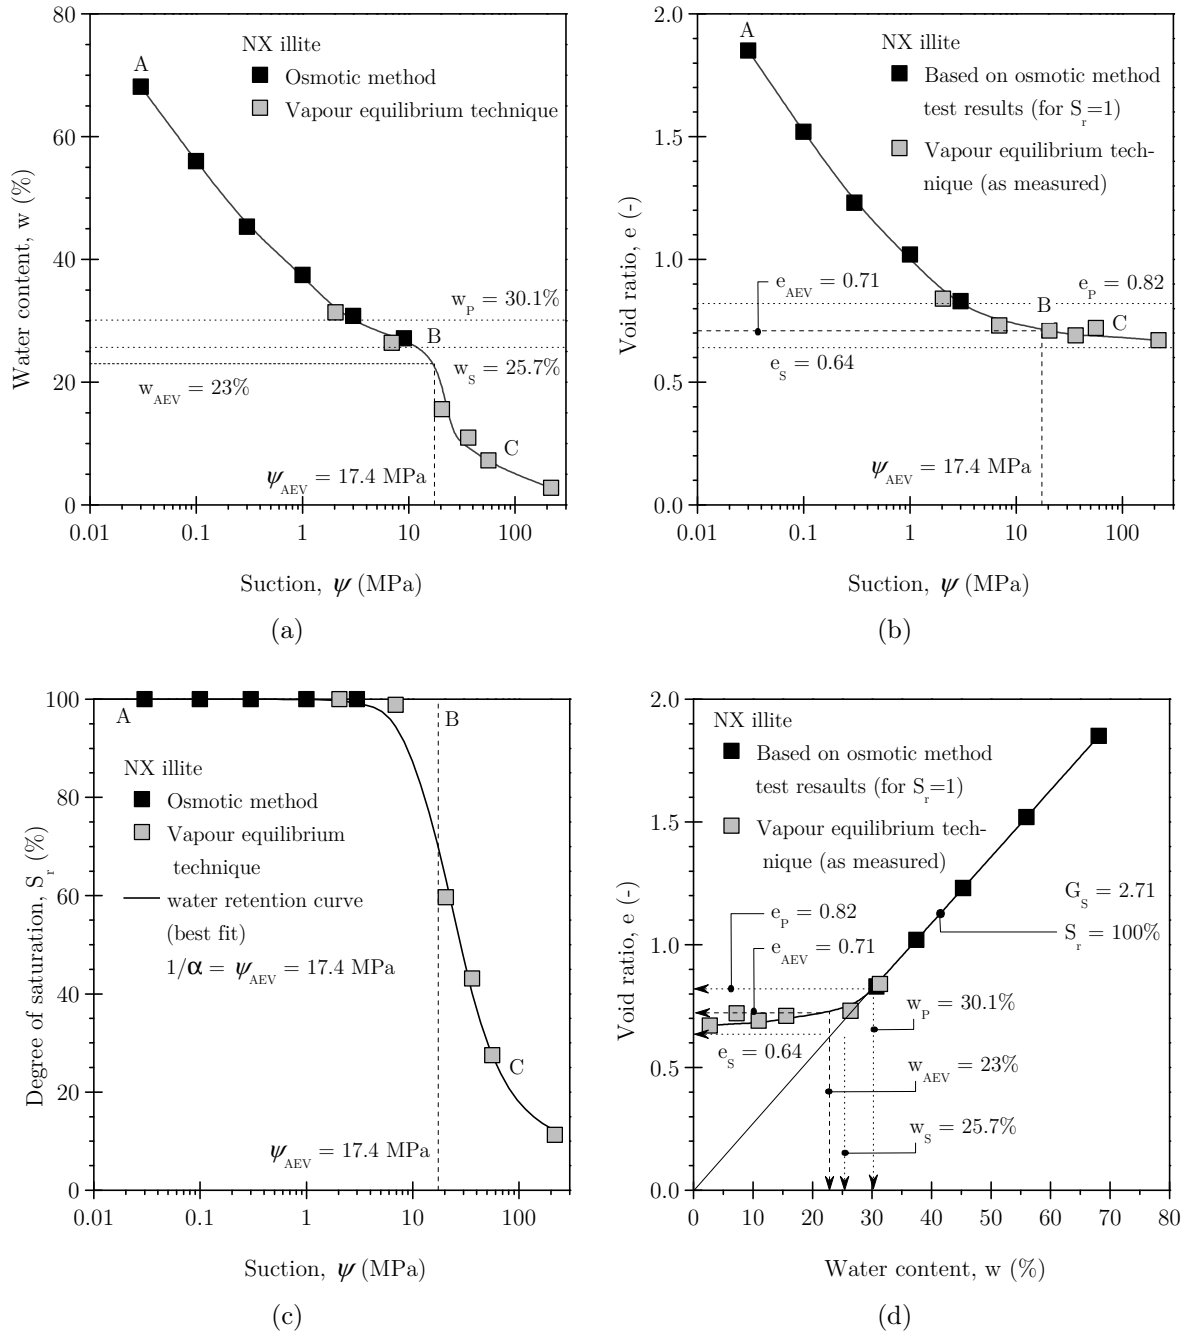 80
60
40
20
0
Water content, w (%)
NX illite
Osmotic method
Vapour equilibrium technique
A
w_P = 30.1%
B
w_S = 25.7%
w_AEV = 23%
C
ψ_AEV = 17.4 MPa
0.01 0.1 1 10 100
Suction, ψ (MPa)
(a)
2.0
1.5
1.0
0.5
0.0
Void ratio, e (-)
A
NX illite
Based on osmotic method
test results (for S_r=1)
Vapour equilibrium tech-
nique (as measured)
e_AEV = 0.71
e_P = 0.82
B
C
e_S = 0.64
ψ_AEV = 17.4 MPa
0.01 0.1 1 10 100
Suction, ψ (MPa)
(b)
100
80
60
40
20
0
Degree of saturation, S_r (%)
A
B
NX illite
Osmotic method
Vapour equilibrium
technique
water retention curve
(best fit)
1/α = ψ_AEV = 17.4 MPa
C
ψ_AEV = 17.4 MPa
0.01 0.1 1 10 100
Suction, ψ (MPa)
(c)
2.0
1.5
1.0
0.5
0.0
Void ratio, e (-)
NX illite
Based on osmotic method
test resaults (for S_r=1)
Vapour equilibrium tech-
nique (as measured)
G_S = 2.71
S_r = 100%
e_P = 0.82
e_AEV = 0.71
w_P = 30.1%
e_S = 0.64
w_AEV = 23%
w_S = 25.7%
0 10 20 30 40 50 60 70 80
Water content, w (%)
(d)